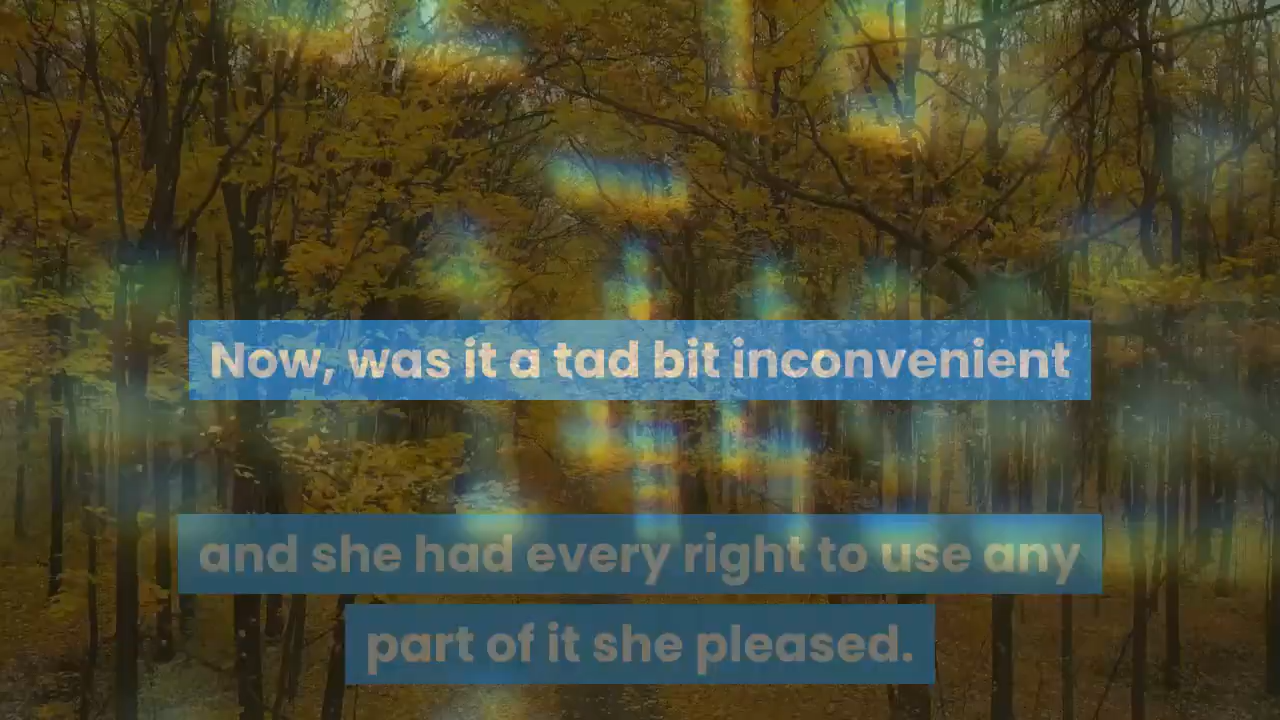 Now, was it a tad bit inconvenient
and she had every right to use any
part of it she pleased.